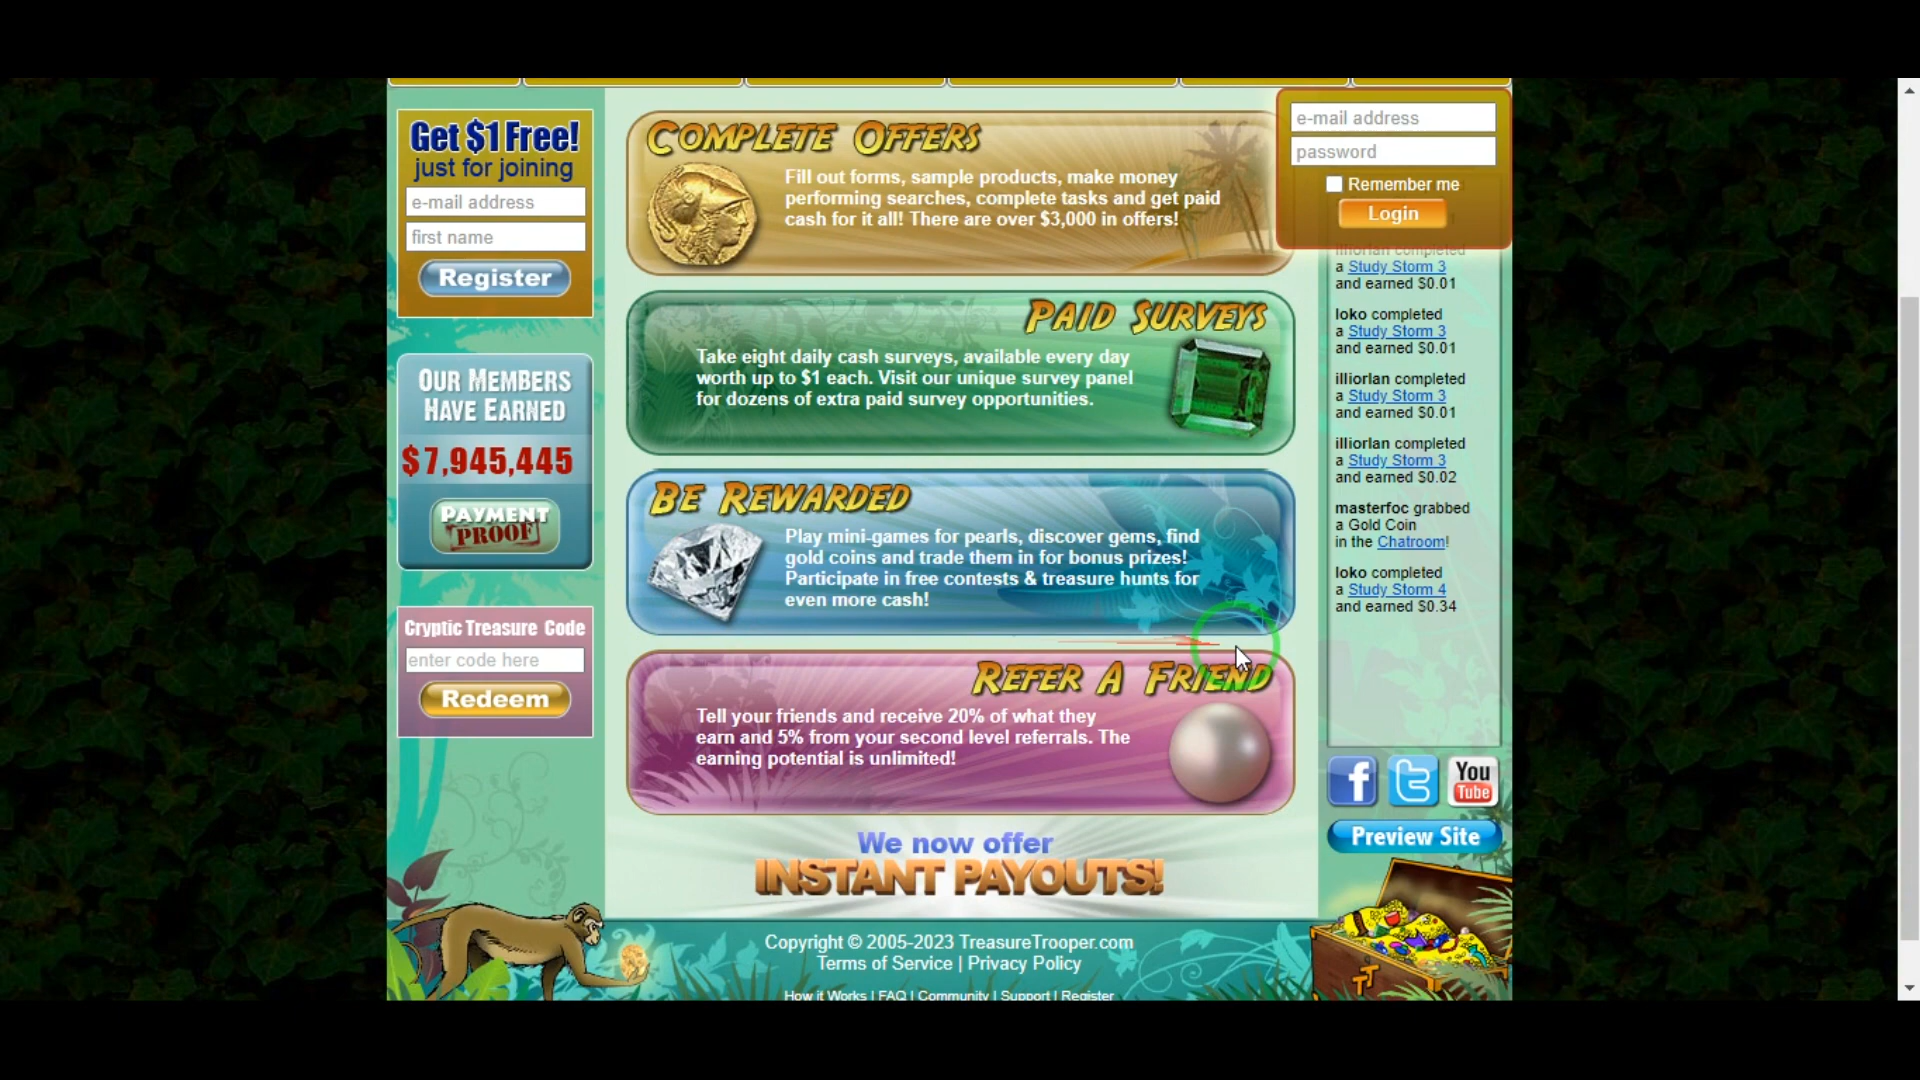 Get $1 Free!
just for joining
e-mail address
first name
Register
OUR MEMBERS
HAVE EARNED
$7,945,445
PAYMENT
PROOF
Cryptic Treasure Code
enter code here
Redeem
COMPLETE OFFERS
Fill out forms, sample products, make money
performing searches, complete tasks and get paid
cash for it all! There are over $3,000 in offers!
PAID SURVEYS
Take eight daily cash surveys, available every day
worth up to $1 each. Visit our unique survey panel
for dozens of extra paid survey opportunities.
BE REWARDED
Play mini-games for pearls, discover gems, find
gold coins and trade them in for bonus prizes!
Participate in free contests & treasure hunts for
even more cash!
REFER A FRIEND
Tell your friends and receive 20% of what they
earn and 5% from your second level referrals. The
earning potential is unlimited!
We now offer
INSTANT PAYOUTS!
e-mail address
password
Remember me
Login
illiorlan completed
a Study Storm 3
and earned $0.01
loko completed
a Study Storm 3
and earned $0.01
illiorlan completed
a Study Storm 3
and earned $0.01
illiorlan completed
a Study Storm 3
and earned $0.02
masterfoc grabbed
a Gold Coin
in the Chatroom!
loko completed
a Study Storm 4
and earned $0.34
f
t
You
Tube
Preview Site
TT
Copyright © 2005-2023 TreasureTrooper.com
Terms of Service | Privacy Policy
How it Works | FAQ | Community | Support | Register